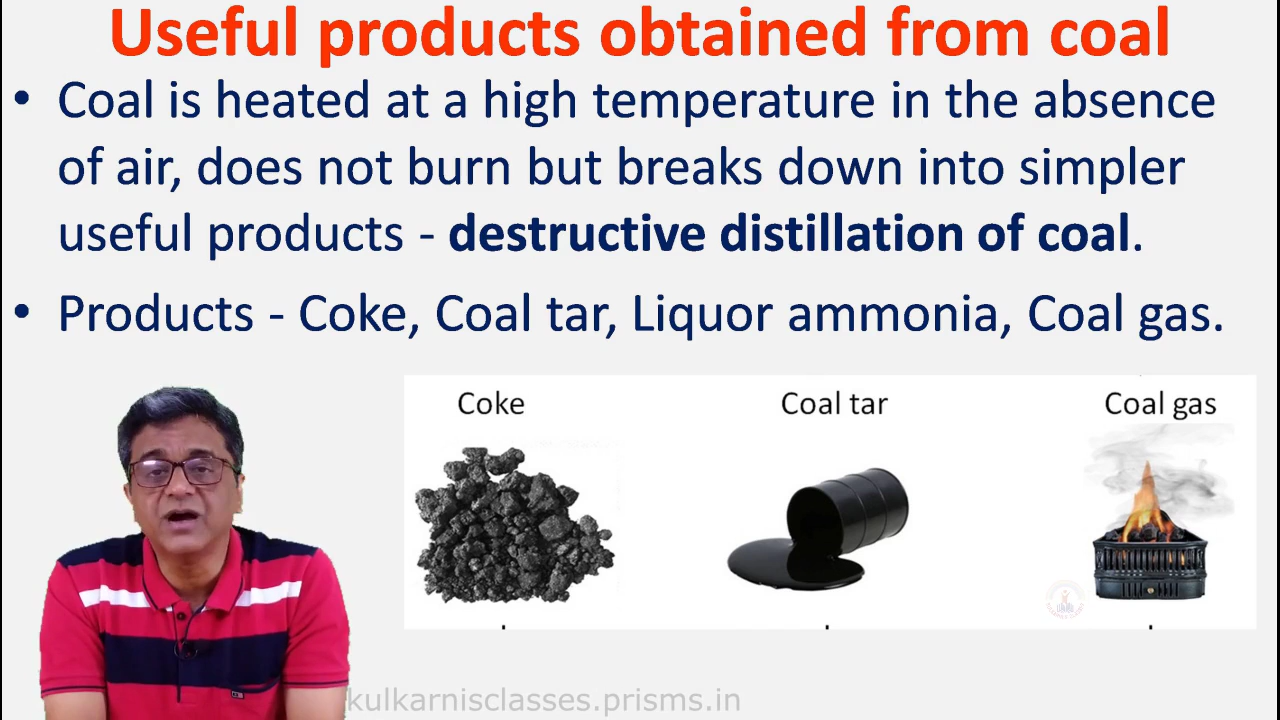 Useful products obtained from coal
• Coal is heated at a high temperature in the absence
of air, does not burn but breaks down into simpler
useful products - destructive distillation of coal.
• Products - Coke, Coal tar, Liquor ammonia, Coal gas.
Coke Coal tar Coal gas
kulkarnisclasses.prisms.in